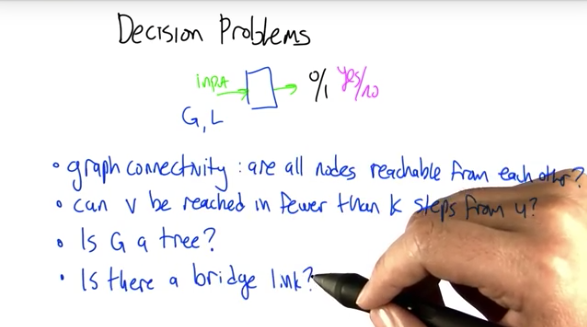 Decision Problems
input
0/1 yes/no
G, L
• graph connectivity: are all nodes reachable from each other?
• can v be reached in fewer than k steps from u?
• Is G a tree?
• Is there a bridge link?